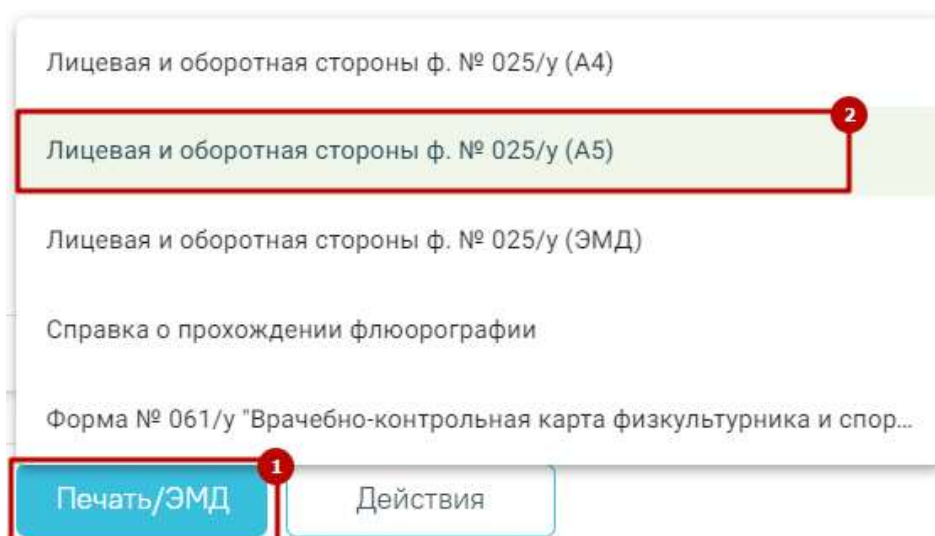 Лицевая и оборотная стороны ф. № 025/у (А4)
2
Лицевая и оборотная стороны ф. № 025/у (А5)
Лицевая и оборотная стороны ф. № 025/у (ЭМД)
Справка о прохождении флюорографии
Форма № 061/у "Врачебно-контрольная карта физкультурника и спор...
1
Печать/ЭМД Действия